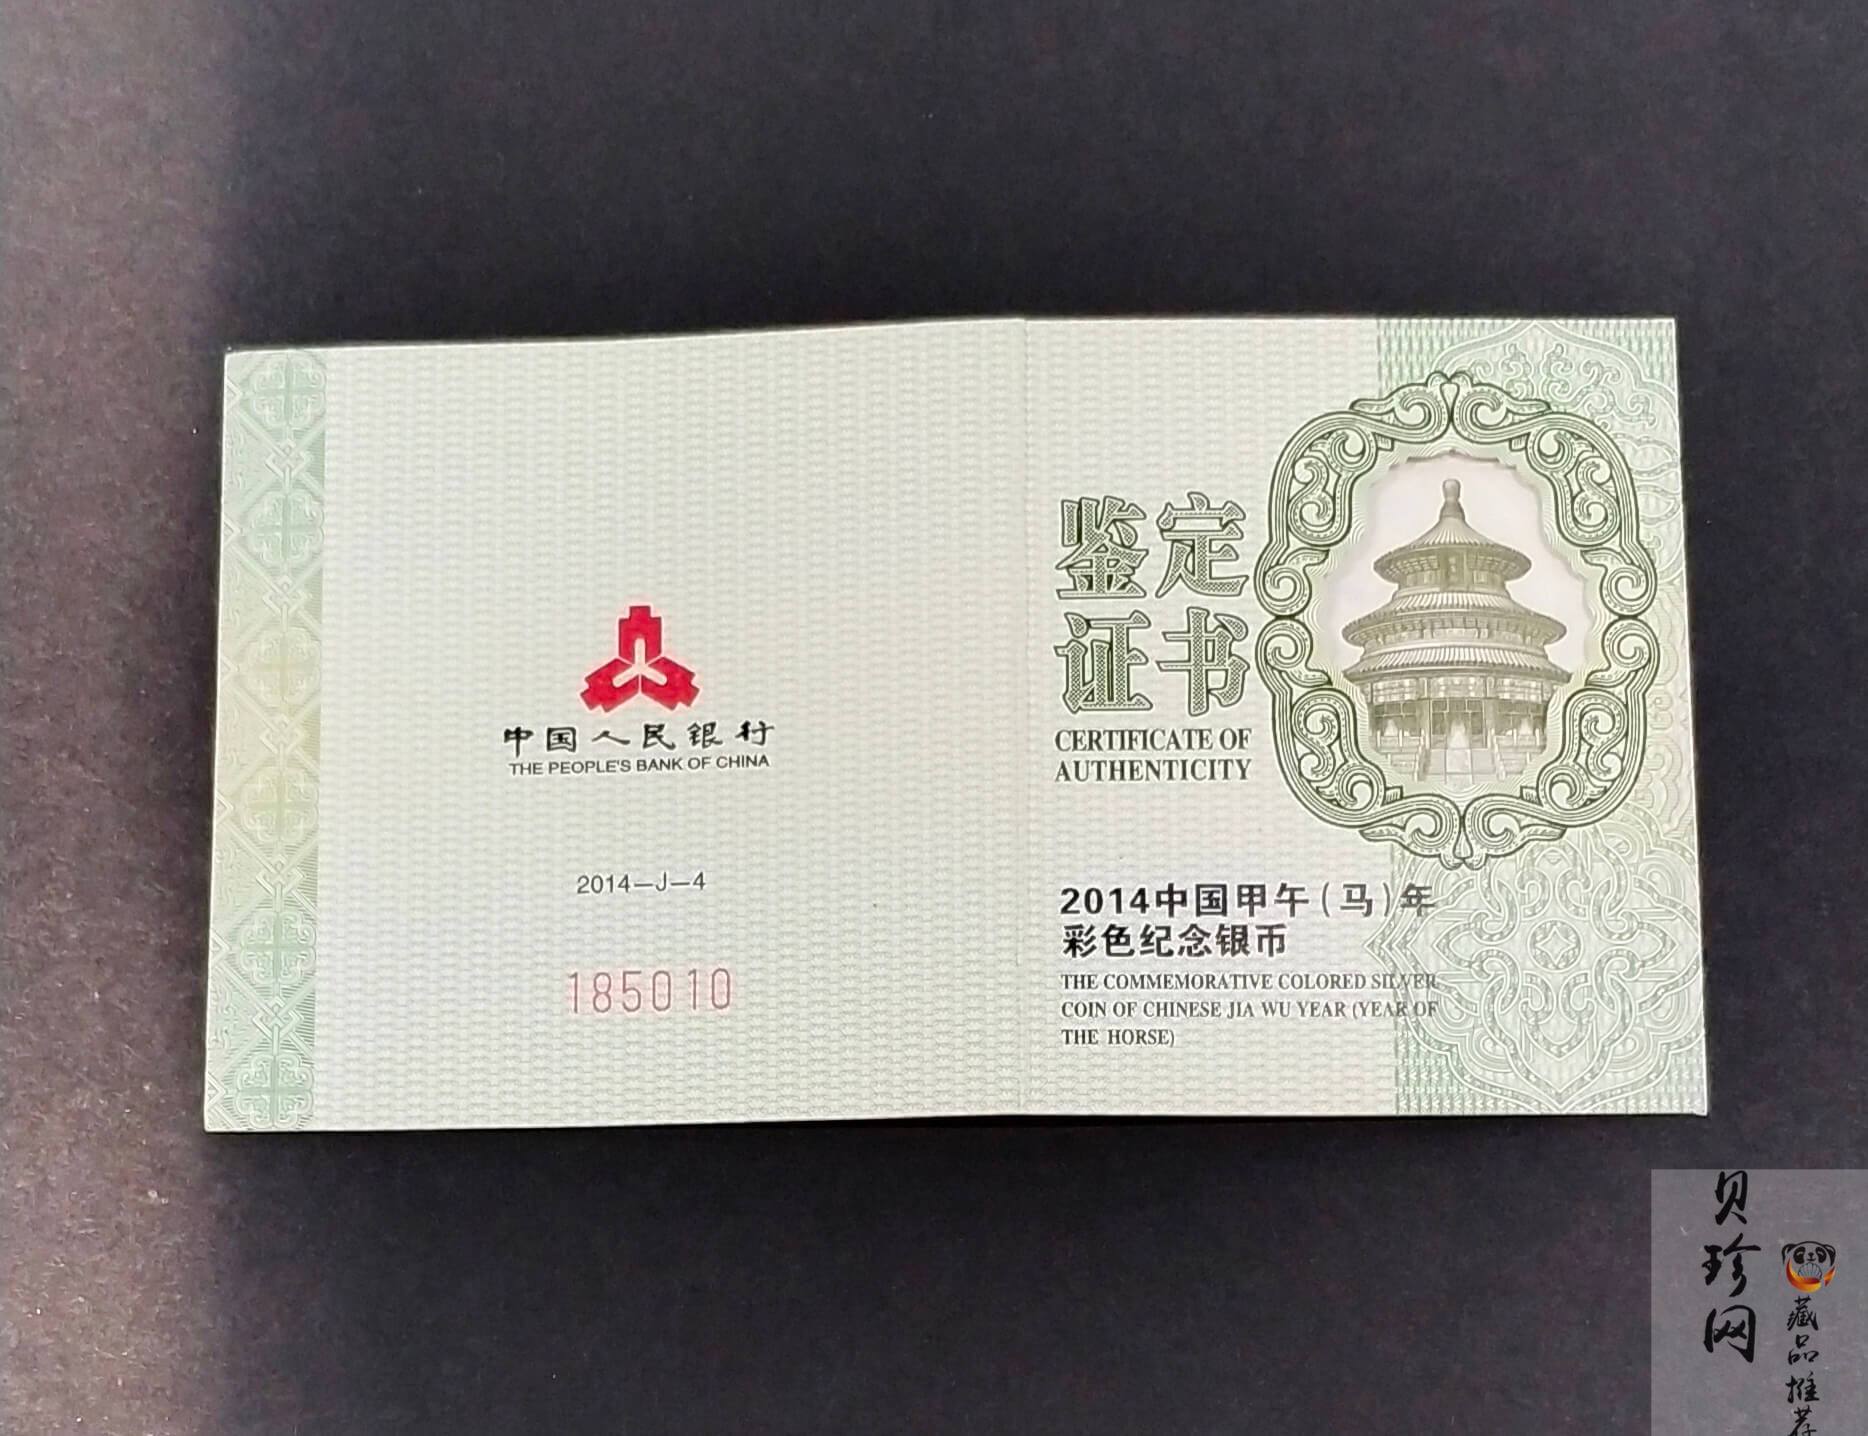 中国人民银行
THE PEOPLE'S BANK OF CHINA
2014—J—4
185010
鉴定
证书
CERTIFICATE OF
AUTHENTICITY
2014中国甲午(马)年
彩色纪念银币
THE COMMEMORATIVE COLORED SILVER
COIN OF CHINESE JIA WU YEAR (YEAR OF
THE HORSE)
贝珍网
藏品推荐